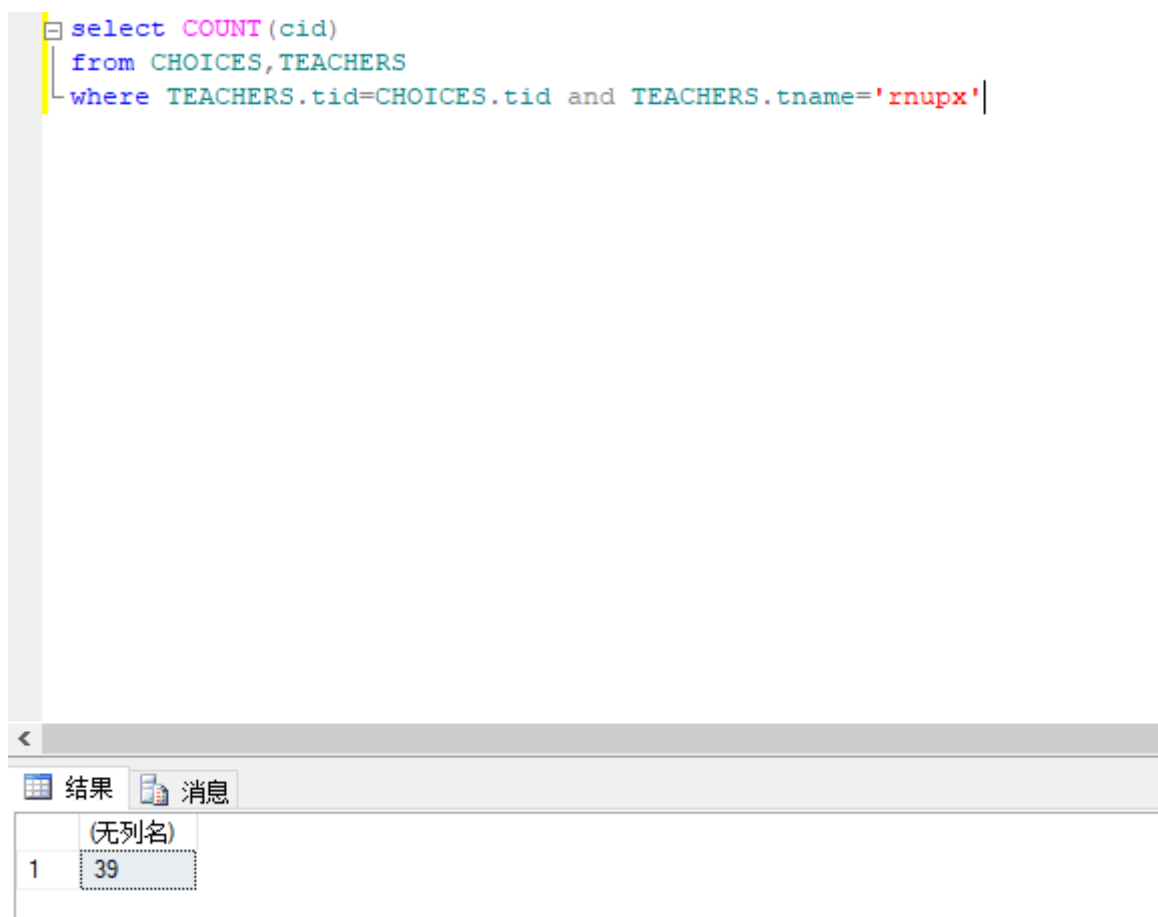 select COUNT(cid)
from CHOICES,TEACHERS
where TEACHERS.tid=CHOICES.tid and TEACHERS.tname='rnupx'
结果 消息
(无列名)
1 39